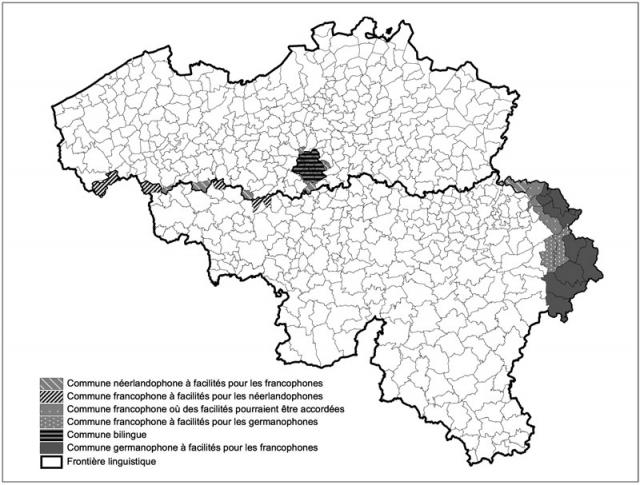 Commune néerlandophone à facilités pour les francophones
Commune francophone à facilités pour les néerlandophones
Commune francophone où des facilités pourraient être accordées
Commune francophone à facilités pour les germanophones
Commune bilingue
Commune germanophone à facilités pour les francophones
Frontière linguistique